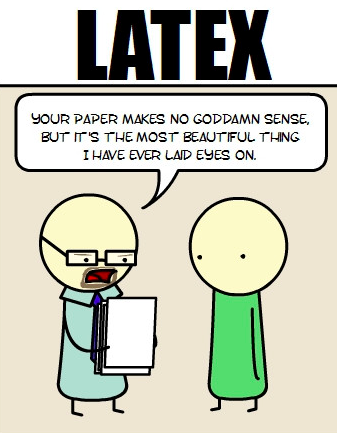 LATEX
YOUR PAPER MAKES NO GODDAMN SENSE,
BUT IT'S THE MOST BEAUTIFUL THING
I HAVE EVER LAID EYES ON.